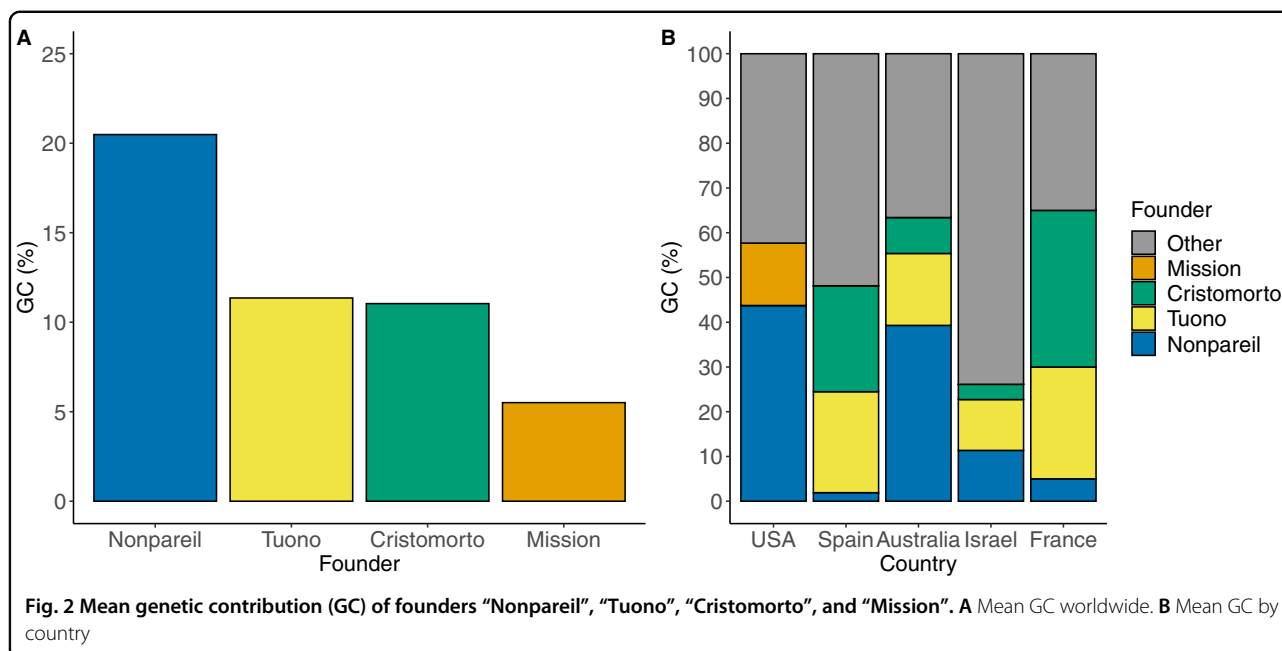 A
25
20
15
10
5
0
GC (%)
Nonpareil
Tuono
Cristomorto
Mission
Founder
B
100
90
80
70
60
50
40
30
20
10
0
GC (%)
USA
Spain
Australia
Israel
France
Country
Founder
Other
Mission
Cristomorto
Tuono
Nonpareil
Fig. 2 Mean genetic contribution (GC) of founders “Nonpareil”, “Tuono”, “Cristomorto”, and “Mission”. A Mean GC worldwide. B Mean GC by
country